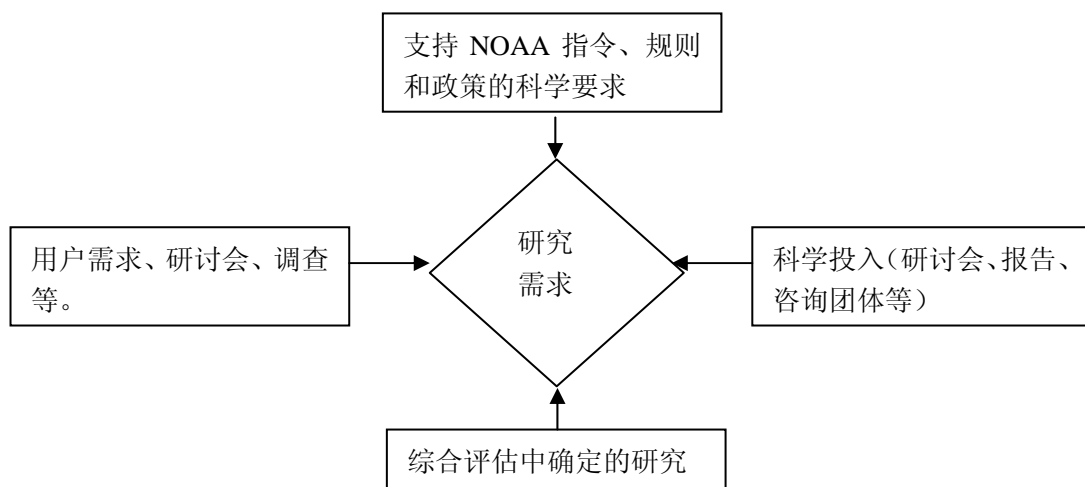 支持 NOAA 指令、规则
和政策的科学要求
用户需求、研讨会、调查
等。
研究
需求
科学投入（研讨会、报告、
咨询团体等）
综合评估中确定的研究